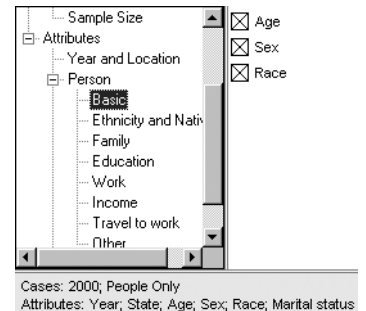 Sample Size
Attributes
Year and Location
Person
Basic
Ethnicity and Nativ
Family
Education
Work
Income
Travel to work
Other
Age
Sex
Race
Cases: 2000; People Only
Attributes: Year; State; Age; Sex; Race; Marital status